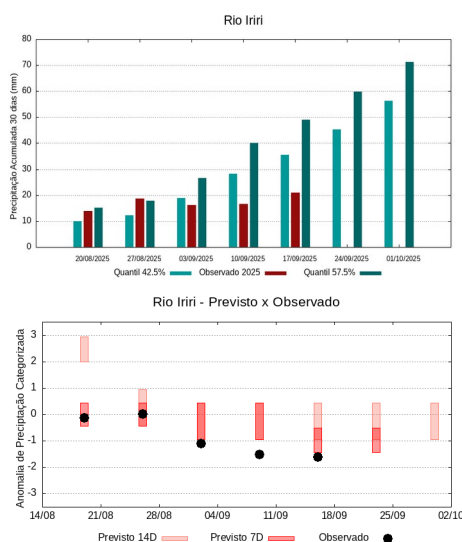 Rio Iriri
Precipitação Acumulada 30 dias (mm)
80
70
60
50
40
30
20
10
0
20/08/2025 27/08/2025 03/09/2025 10/09/2025 17/09/2025 24/09/2025 01/10/2025
Quantil 42.5% Observado 2025 Quantil 57.5%
Rio Iriri - Previsto x Observado
Anomalia de Precipitação Categorizada
3
2
1
0
-1
-2
-3
14/08 21/08 28/08 04/09 11/09 18/09 25/09 02/10
Previsto 14D Previsto 7D Observado